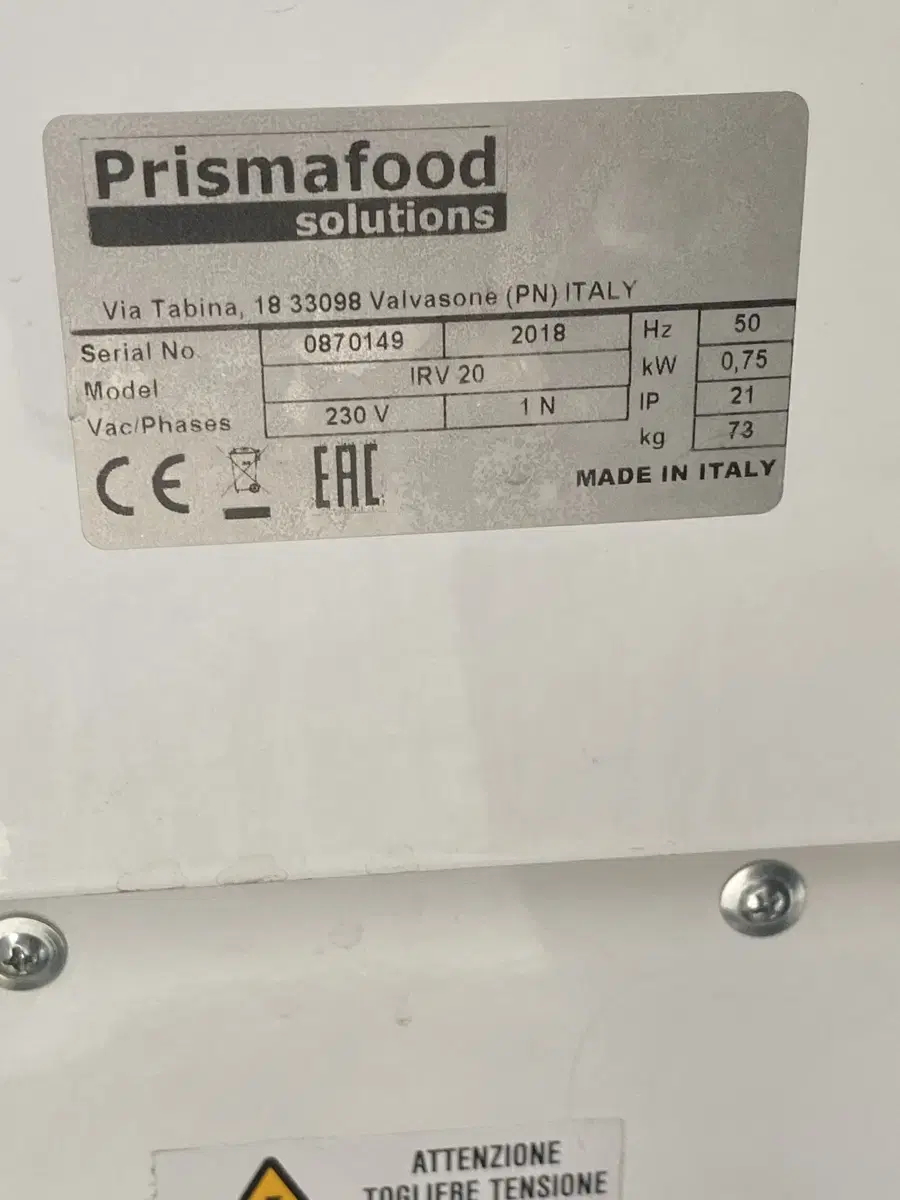 Prismafood
solutions
Via Tabina, 18 33098 Valvasone (PN) ITALY
Serial No. 0870149 2018 Hz 50
Model IRV 20 kW 0,75
Vac/Phases 230 V 1 N IP 21
kg 73
CE EAC MADE IN ITALY
ATTENZIONE
TOGLIERE TENSIONE